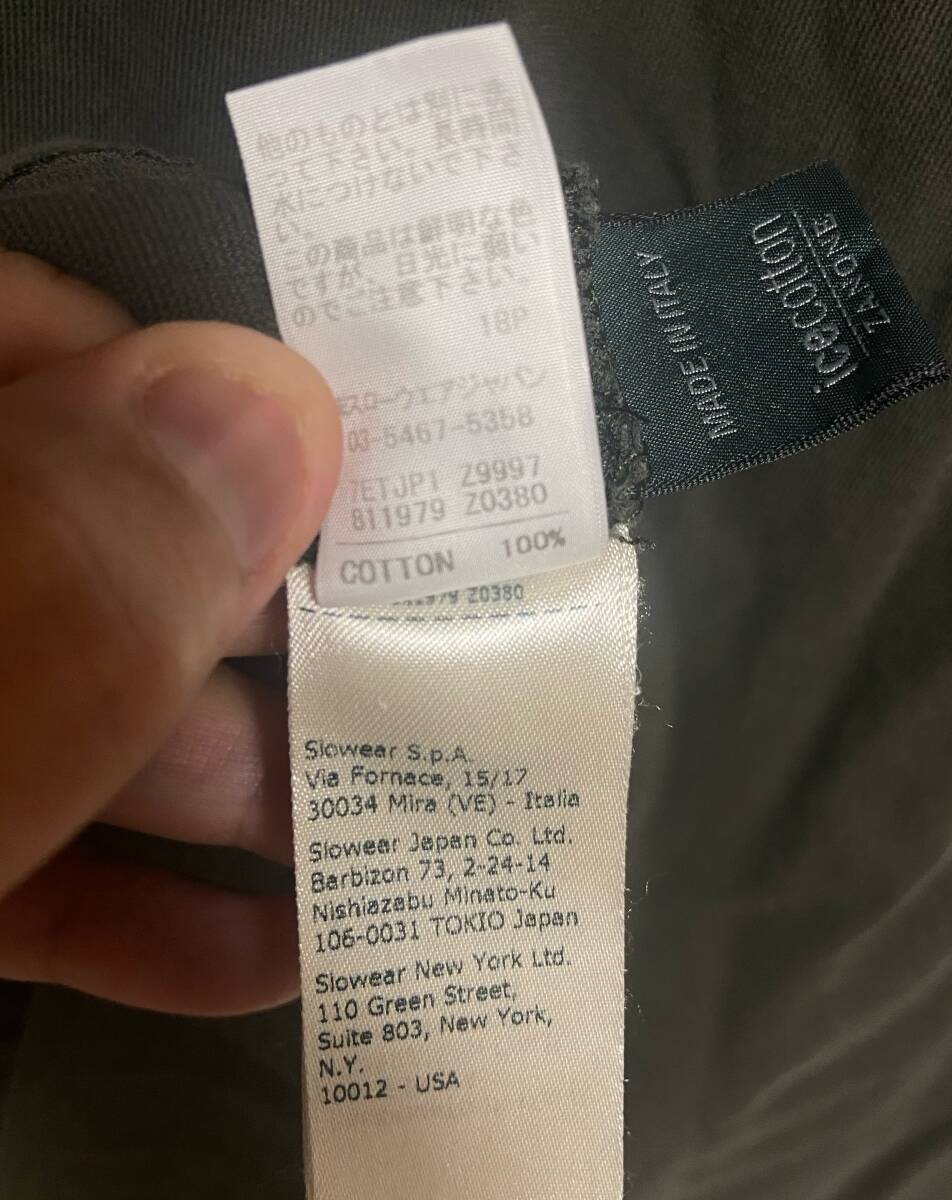 他のものとは別に洗
って下さい。長時間
水につけないで下さ
い。
この商品は鮮明な色
ですが、日光に弱い
のでご注意下さい
18P
スローウエアジャパン
03-5467-5358
7ETJP1 Z9997
811979 Z0380
COTTON 100%
Z0380
Slowear S.p.A.
Via Fornace, 15/17
30034 Mira (VE) - Italia
Slowear Japan Co. Ltd.
Barbizon 73, 2-24-14
Nishiazabu Minato-Ku
106-0031 TOKIO Japan
Slowear New York Ltd.
110 Green Street,
Suite 803, New York,
N.Y.
10012 - USA
icecotton
ZANONE
MADE IN ITALY